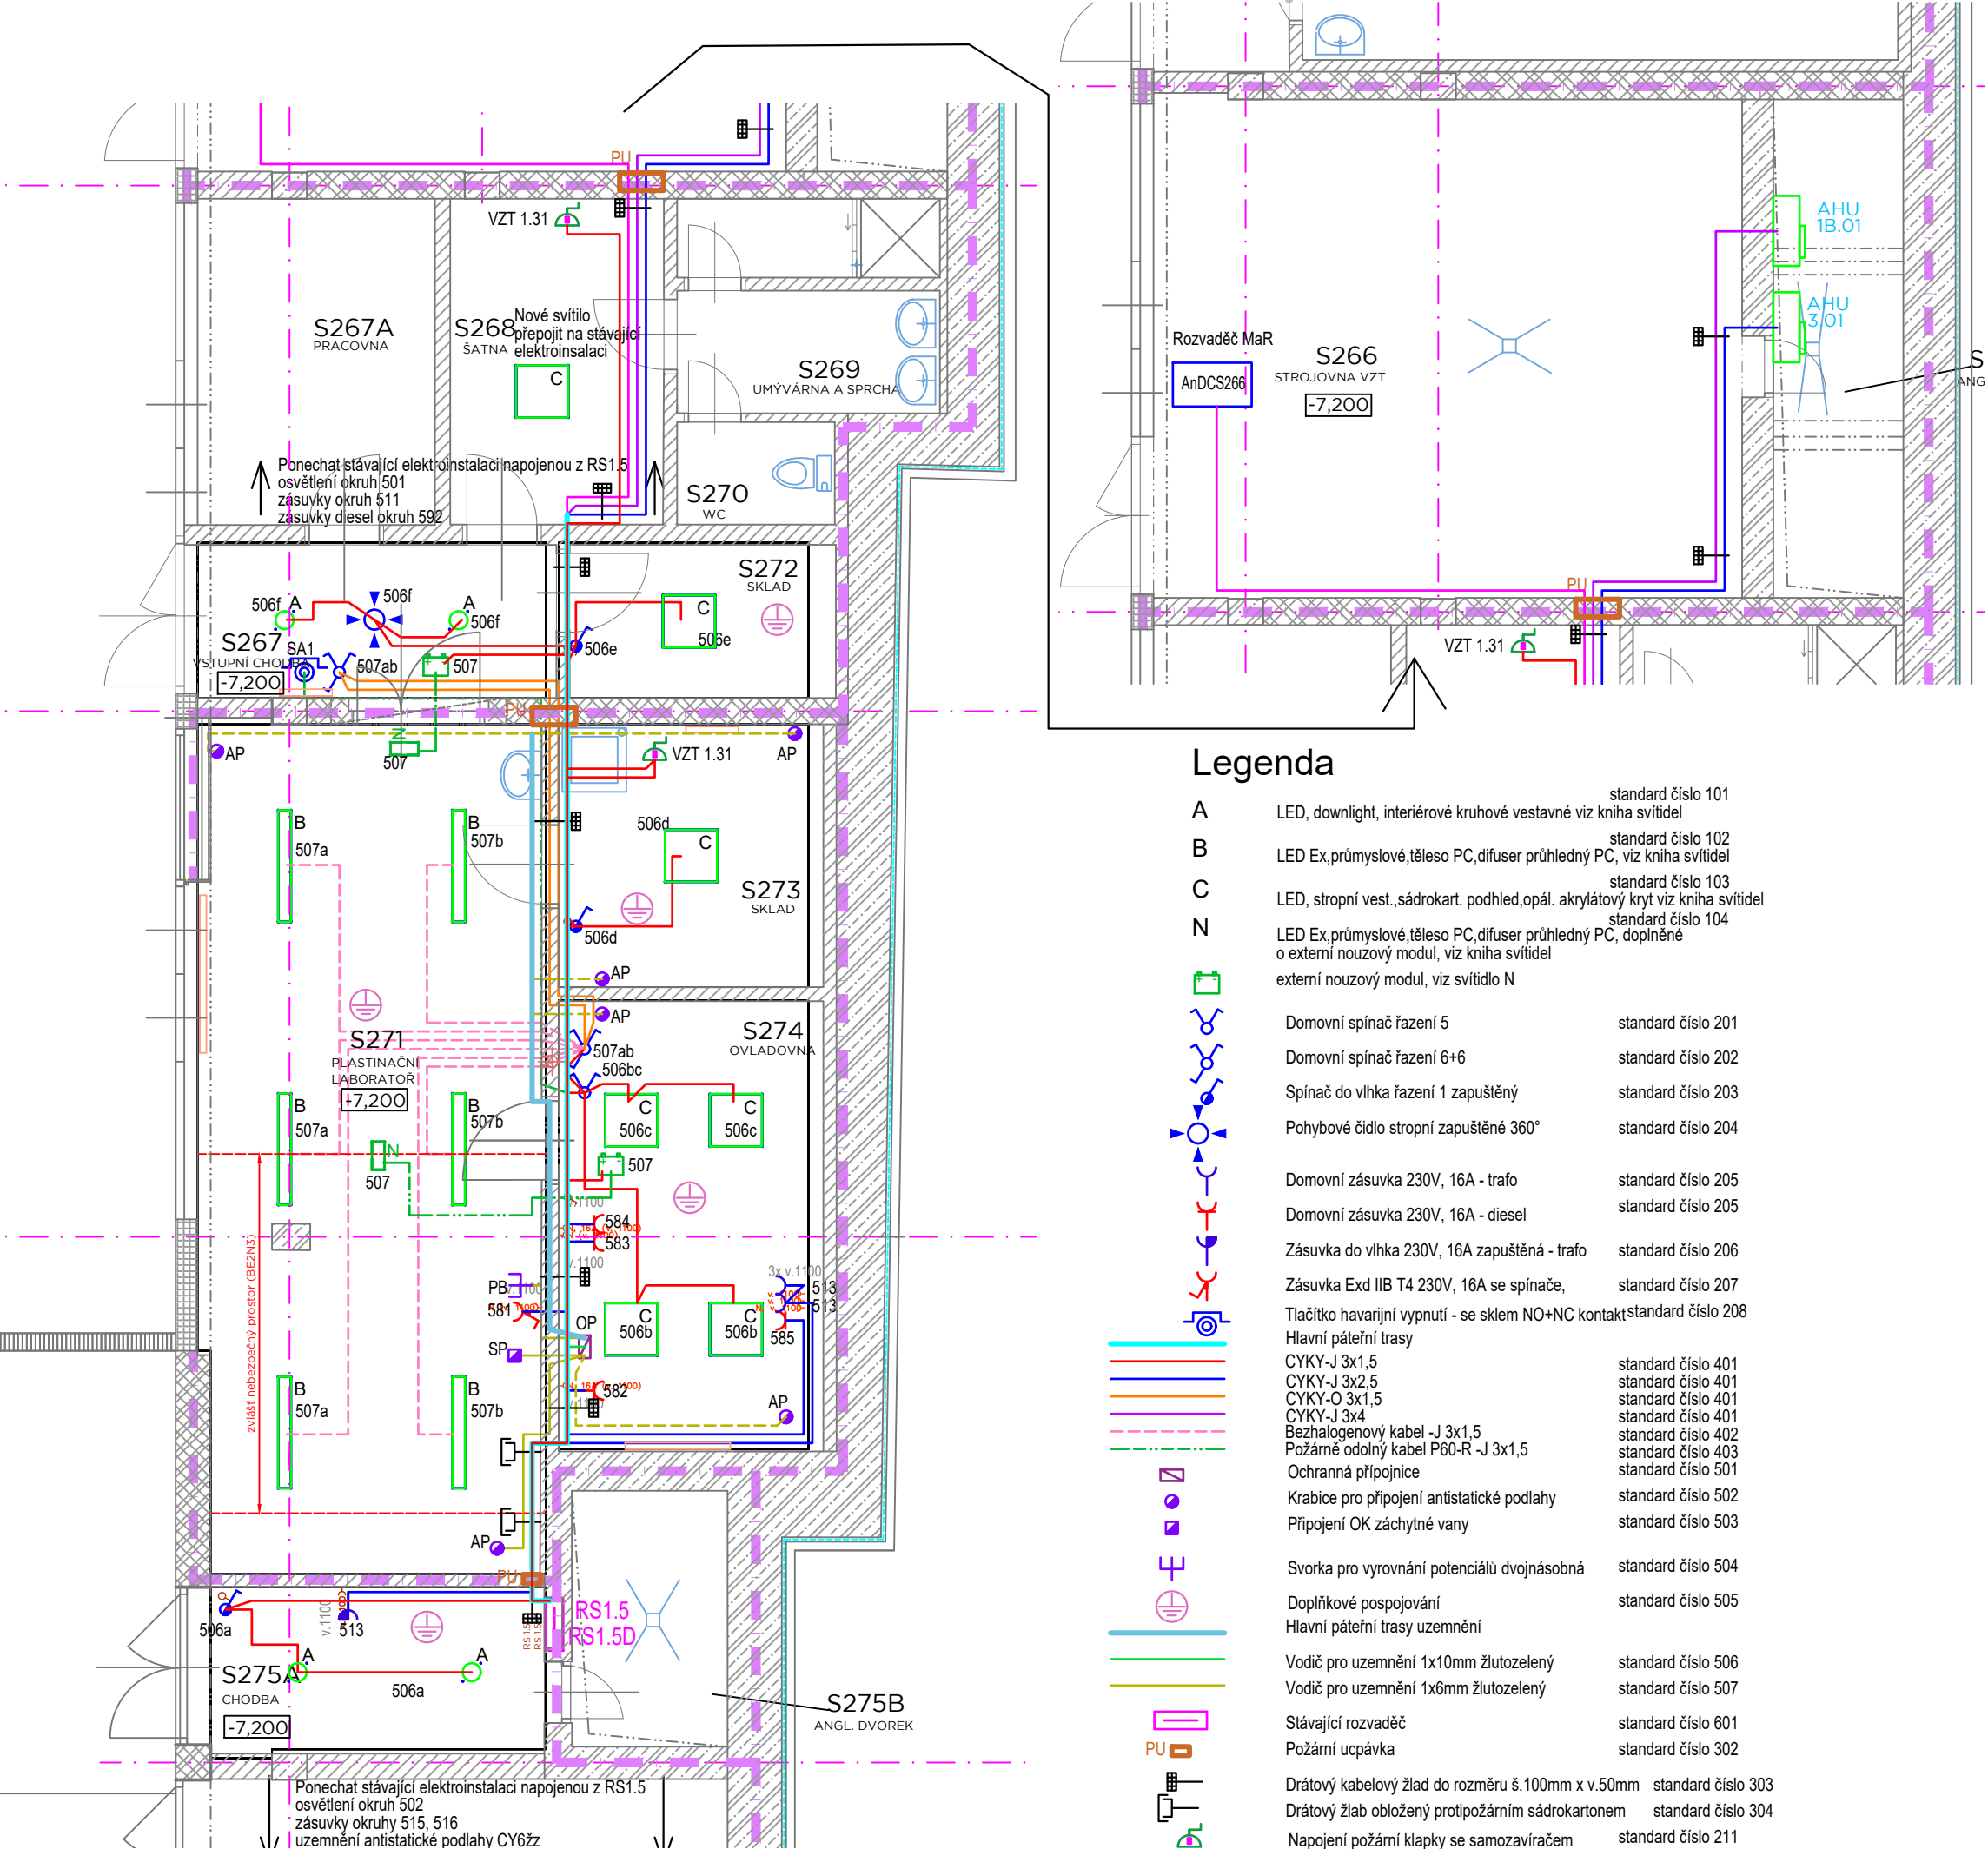 PU
VZT 1.31
S267A
PRACOVNA
S268
ŠATNA
Nové svítilo
přepojit na stávající
elektroinsalaci
C
S269
UMÝVÁRNA A SPRCHA
S270
WC
Ponechat stávající elektroinstalaci napojenou z RS1.5
osvětlení okruh 501
zásuvky okruh 511
zásuvky diesel okruh 592
S272
SKLAD
506f
A
506f
A
506f
C
506e
506e
S267
VSTUPNÍ CHODBA
-7,200
SA1
507ab
507
PU
N
507
AP
AP
VZT 1.31
B
507a
B
507b
506d
C
S273
SKLAD
506d
AP
AP
S271
PLASTINAČNÍ
LABORATOŘ
-7,200
507ab
506bc
S274
OVLADOVNA
B
507a
B
507b
C
506c
C
506c
N
507
507
v.1100
584
583
v.1100
3x v.1100
513
513
585
PB
v.1100
581
OP
SP
C
506b
C
506b
582
v.1100
AP
B
507a
B
507b
zvlášť nebezpečný prostor (BE2N3)
AP
PU
506a
v.1100
513
RS 1.5
RS 1.5
RS1.5
RS1.5D
S275A
CHODBA
-7,200
A
A
506a
S275B
ANGL. DVOREK
Ponechat stávající elektroinstalaci napojenou z RS1.5
osvětlení okruh 502
zásuvky okruhy 515, 516
uzemnění antistatické podlahy CY6žz
AHU
1B.01
AHU
3.01
Rozvaděč MaR
AnDCS266
S266
STROJOVNA VZT
-7,200
S
ANG
PU
VZT 1.31
Legenda
A LED, downlight, interiérové kruhové vestavné viz kniha svítidel standard číslo 101
B LED Ex,průmyslové,těleso PC,difuser průhledný PC, viz kniha svítidel standard číslo 102
C LED, stropní vest.,sádrokart. podhled,opál. akrylátový kryt viz kniha svítidel standard číslo 103
N LED Ex,průmyslové,těleso PC,difuser průhledný PC, doplněné standard číslo 104
o externí nouzový modul, viz kniha svítidel
externí nouzový modul, viz svítidlo N
Domovní spínač řazení 5 standard číslo 201
Domovní spínač řazení 6+6 standard číslo 202
Spínač do vlhka řazení 1 zapuštěný standard číslo 203
Pohybové čidlo stropní zapuštěné 360° standard číslo 204
Domovní zásuvka 230V, 16A - trafo standard číslo 205
Domovní zásuvka 230V, 16A - diesel standard číslo 205
Zásuvka do vlhka 230V, 16A zapuštěná - trafo standard číslo 206
Zásuvka Exd IIB T4 230V, 16A se spínače, standard číslo 207
Tlačítko havarijní vypnutí - se sklem NO+NC kontakt standard číslo 208
Hlavní páteřní trasy
CYKY-J 3x1,5 standard číslo 401
CYKY-J 3x2,5 standard číslo 401
CYKY-O 3x1,5 standard číslo 401
CYKY-J 3x4 standard číslo 401
Bezhalogenový kabel -J 3x1,5 standard číslo 402
Požárně odolný kabel P60-R -J 3x1,5 standard číslo 403
Ochranná přípojnice standard číslo 501
Krabice pro připojení antistatické podlahy standard číslo 502
Připojení OK záchytné vany standard číslo 503
Svorka pro vyrovnání potenciálů dvojnásobná standard číslo 504
Doplňkové pospojování standard číslo 505
Hlavní páteřní trasy uzemnění
Vodič pro uzemnění 1x10mm žlutozelený standard číslo 506
Vodič pro uzemnění 1x6mm žlutozelený standard číslo 507
Stávající rozvaděč standard číslo 601
PU Požární ucpávka standard číslo 302
Drátový kabelový žlad do rozměru š.100mm x v.50mm standard číslo 303
Drátový žlab obložený protipožárním sádrokartonem standard číslo 304
Napojení požární klapky se samozavíračem standard číslo 211